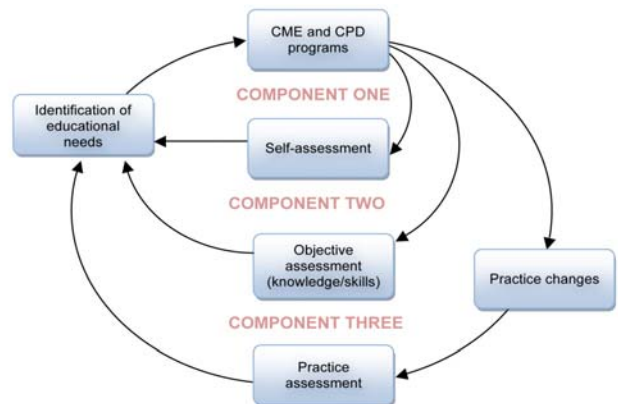 CME and CPD
programs
COMPONENT ONE
Identification of
educational
needs
Self-assessment
COMPONENT TWO
Objective
assessment
(knowledge/skills)
Practice changes
COMPONENT THREE
Practice
assessment